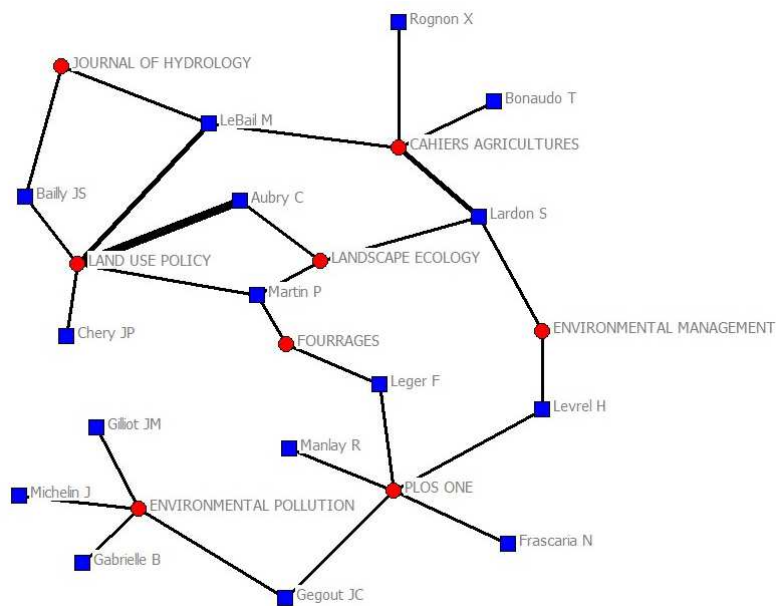 Rognon X
JOURNAL OF HYDROLOGY
Bonaudo T
LeBail M
CAHIERS AGRICULTURES
Bailly JS
Aubry C
Lardon S
LAND USE POLICY
LANDSCAPE ECOLOGY
Martin P
Chery JP
FOURRAGES
ENVIRONMENTAL MANAGEMENT
Leger F
Levrel H
Gilliot JM
Manlay R
PLOS ONE
Michelin J
ENVIRONMENTAL POLLUTION
Frascaria N
Gabrielle B
Gegout JC